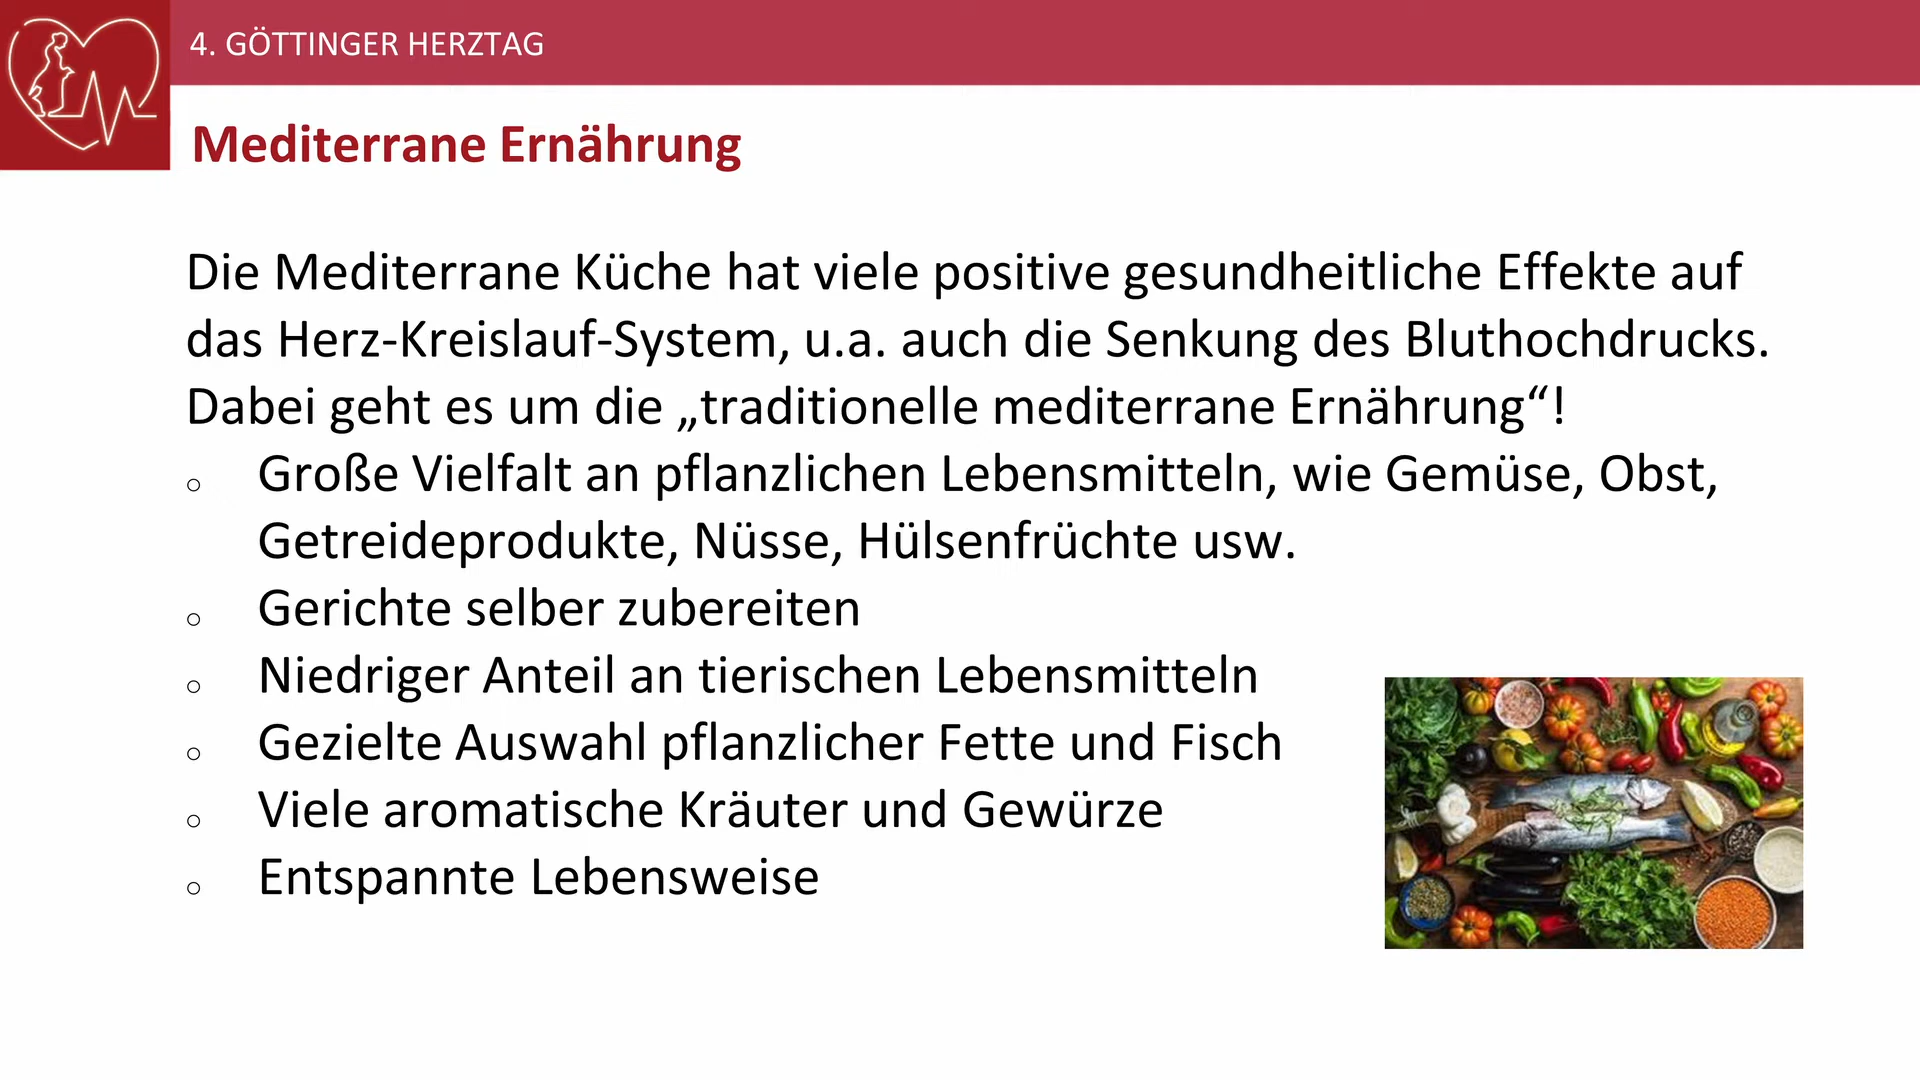 4. GÖTTINGER HERZTAG
Mediterrane Ernährung
Die Mediterrane Küche hat viele positive gesundheitliche Effekte auf
das Herz-Kreislauf-System, u.a. auch die Senkung des Bluthochdrucks.
Dabei geht es um die „traditionelle mediterrane Ernährung“!
o Große Vielfalt an pflanzlichen Lebensmitteln, wie Gemüse, Obst,
Getreideprodukte, Nüsse, Hülsenfrüchte usw.
o Gerichte selber zubereiten
o Niedriger Anteil an tierischen Lebensmitteln
o Gezielte Auswahl pflanzlicher Fette und Fisch
o Viele aromatische Kräuter und Gewürze
o Entspannte Lebensweise